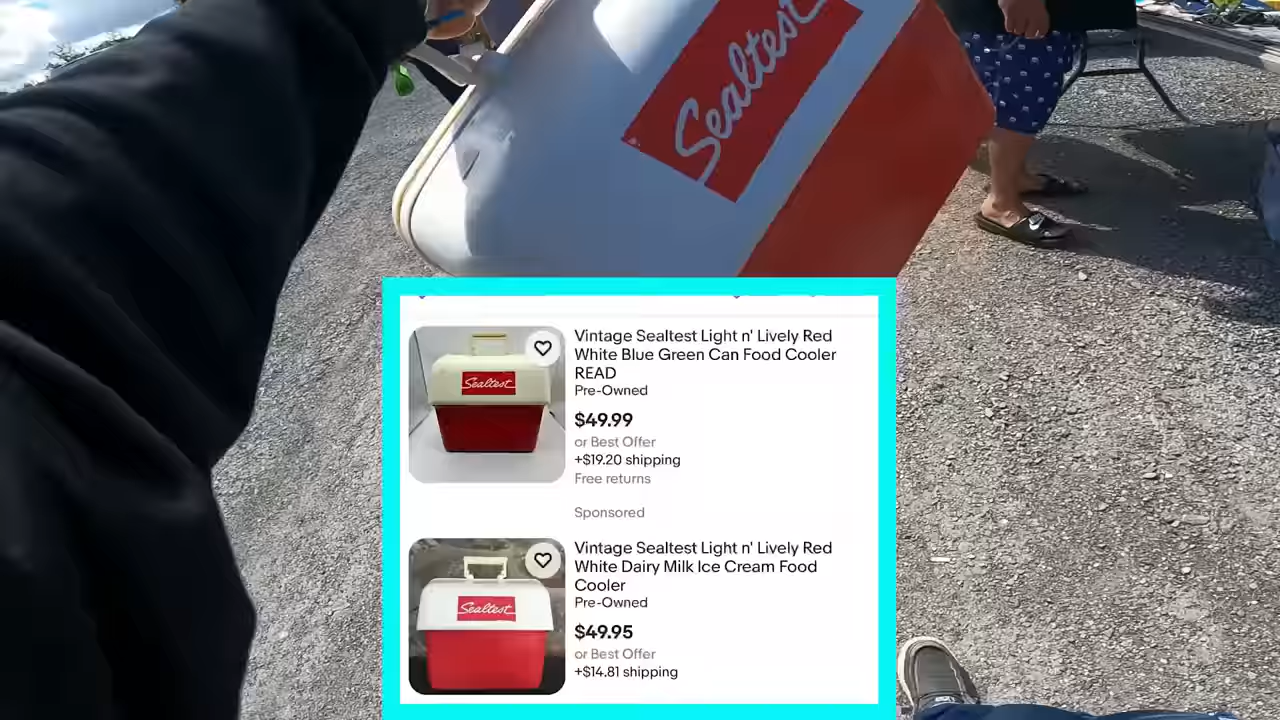 Sealtest
Vintage Sealtest Light n' Lively Red
White Blue Green Can Food Cooler
READ
Pre-Owned
$49.99
or Best Offer
+$19.20 shipping
Free returns
Sponsored
Sealtest
Vintage Sealtest Light n' Lively Red
White Dairy Milk Ice Cream Food
Cooler
Pre-Owned
$49.95
or Best Offer
+$14.81 shipping
Sealtest